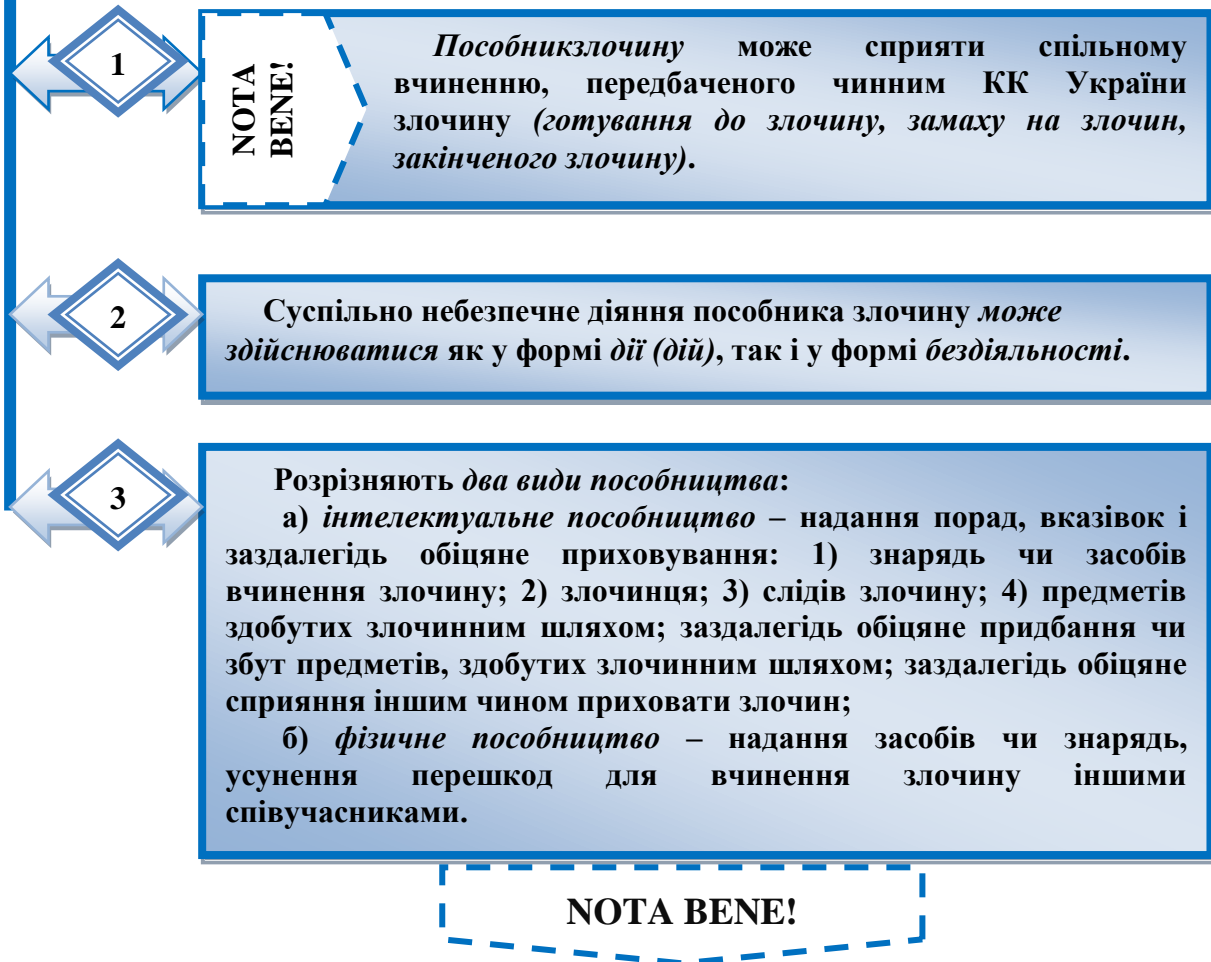 1
NOTA
BENE!
Пособникзлочину може сприяти спільному
вчиненню, передбаченого чинним КК України
злочину (готування до злочину, замаху на злочин,
закінченого злочину).
2
Суспільно небезпечне діяння пособника злочину може
здійснюватися як у формі дії (дій), так і у формі бездіяльності.
3
Розрізняють два види пособництва:
а) інтелектуальне пособництво – надання порад, вказівок і
заздалегідь обіцяне приховування: 1) знарядь чи засобів
вчинення злочину; 2) злочинця; 3) слідів злочину; 4) предметів
здобутих злочинним шляхом; заздалегідь обіцяне придбання чи
збут предметів, здобутих злочинним шляхом; заздалегідь обіцяне
сприяння іншим чином приховати злочин;
б) фізичне пособництво – надання засобів чи знарядь,
усунення перешкод для вчинення злочину іншими
співучасниками.
NOTA BENE!